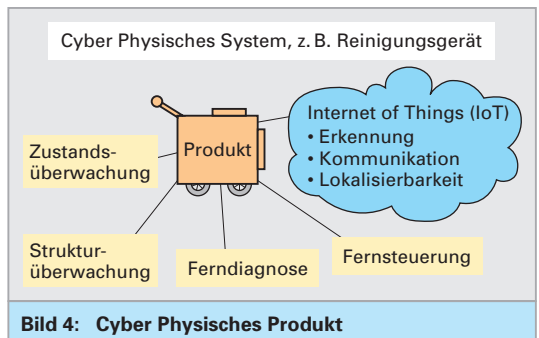 Cyber Physisches System, z. B. Reinigungsgerät
Internet of Things (IoT)
• Erkennung
• Kommunikation
• Lokalisierbarkeit
Produkt
Zustands-
überwachung
Struktur-
überwachung
Ferndiagnose
Fernsteuerung
Bild 4: Cyber Physisches Produkt